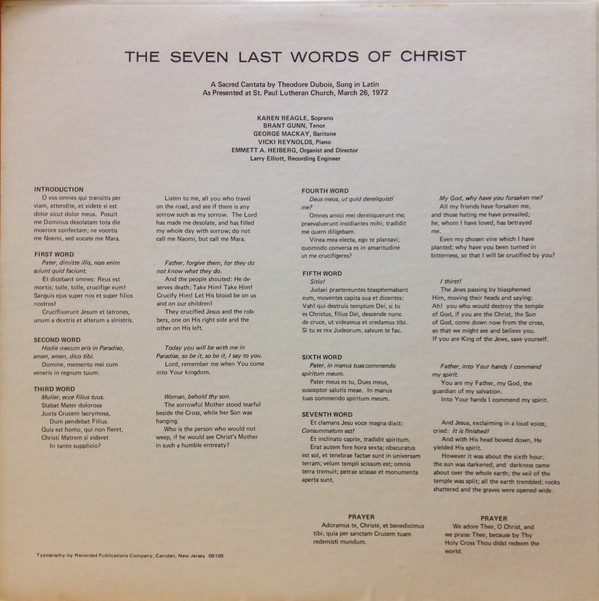 THE SEVEN LAST WORDS OF CHRIST
A Sacred Cantata by Theodore Dubois, Sung in Latin
As Presented at St. Paul Lutheran Church, March 26, 1972
KAREN REAGLE, Soprano
BRANT GUNN, Tenor
GEORGE MACKAY, Baritone
VICKI REYNOLDS, Piano
EMMETT A. HEIBERG, Organist and Director
Larry Elliott, Recording Engineer
INTRODUCTION
O vos omnes qui transitis per
viam, attendite, et videte si est
dolor sicut dolor meus. Posuit
me Dominus desolatam tota die
moerore confectam; ne vocetis
me Noemi, sed vocate me Mara.
Listen to me, all you who travel
on the road, and see if there is any
sorrow such as my sorrow. The Lord
has made me desolate, and has filled
my whole day with sorrow; do not
call me Naomi, but call me Mara.
FIRST WORD
Pater, dimitte illis, non enim
sciunt quid faciunt.
Et dicebant omnes: Reus est
mortis; tolle, tolle, crucifige eum!
Sanguis ejus super nos et super filios
nostros!
Crucifixerunt Jesum et latrones,
unum a dextris et alterum a sinistris.
Father, forgive them, for they do
not know what they do.
And the people shouted: He de-
serves death; Take Him! Take Him!
Crucify Him! Let His blood be on us
and on our children!
They crucified Jesus and the rob-
bers, one on His right side and the
other on His left.
SECOND WORD
Hodie mecum eris in Paradiso,
amen, amen, dico tibi.
Domine, memento mei cum
veneris in regnum tuum.
Today you will be with me in
Paradise, so be it, so be it, I say to you.
Lord, remember me when You come
into Your kingdom.
THIRD WORD
Mulier, ecce filius tuus.
Stabat Mater dolorosa
Juxta Crucem lacrymosa,
Dum pendebat Filius.
Quis est homo, qui non fleret,
Christi Matrem si videret
In tanto supplicio?
Woman, behold thy son.
The sorrowful Mother stood tearful
beside the Cross, while her Son was
hanging.
Who is the person who would not
weep, if he would see Christ's Mother
in such a humble entreaty?
FOURTH WORD
Deus meus, ut quid dereliquisti
me?
Omnes amici mei dereliquerunt me;
praevaluerunt insidiantes mihi; tradidit
me quem diligebam.
Vinea mea electa, ego te plantavi;
quomodo conversa es in amaritudine
ut me crucifigeres?
My God, why have you forsaken me?
All my friends have forsaken me,
and those hating me have prevailed;
he, whom I have loved, has betrayed
me.
Even my chosen vine which I have
planted; why have you been turned in
bitterness, so that I will be crucified by you?
FIFTH WORD
Sitio!
Judaei praetereuntes blasphemabant
eum, moventes capita sua et dicentes:
Vah! qui destruis templum Dei, si tu
es Christus, filius Dei, descende nunc
de cruce, ut videamus et credamus tibi.
Si tu es rex Judeorum, salvum te fac.
I thirst!
The Jews passing by blasphemed
Him, moving their heads and saying:
Ah! you who would destroy the temple
of God, if you are the Christ, the Son
of God, come down now from the cross,
so that we might see and believe you.
If you are King of the Jews, save yourself.
SIXTH WORD
Pater, in manus tuas commendo
spiritum meum.
Pater meus es tu, Dues meus,
susceptor salutis meae. In manus
tuas commendo spiritum meum.
Father, into Your hands I commend
my spirit.
You are my Father, my God, the
guardian of my salvation.
Into Your hands I commend my spirit.
SEVENTH WORD
Et clamans Jesu voce magna dixit:
Consummatum est!
Et inclinato capite, tradidit spiritum.
Erat autem fere hora sexta; obscuratus
est sol, et tenebrae factae sunt in universam
terram; velum templi scissum est; omnis
terra tremuit; petrae scissae et monumenta
aperta sunt.
And Jesus, exclaiming in a loud voice,
cried: It is finished!
And with His head bowed down, He
yielded His spirit.
However it was about the sixth hour;
the sun was darkened, and darkness came
about over the whole earth; the veil of the
temple was split; all the earth trembled; rocks
shattered and the graves were opened wide.
PRAYER
Adoramus te, Christe, et benedicimus
tibi; quia per sanctam Crucem tuam
redemisti mundum.
PRAYER
We adore Thee, O Christ, and
we praise Thee, because by Thy
Holy Cross Thou didst redeem the
world.
Typography by Recorded Publications Company, Camden, New Jersey 08105